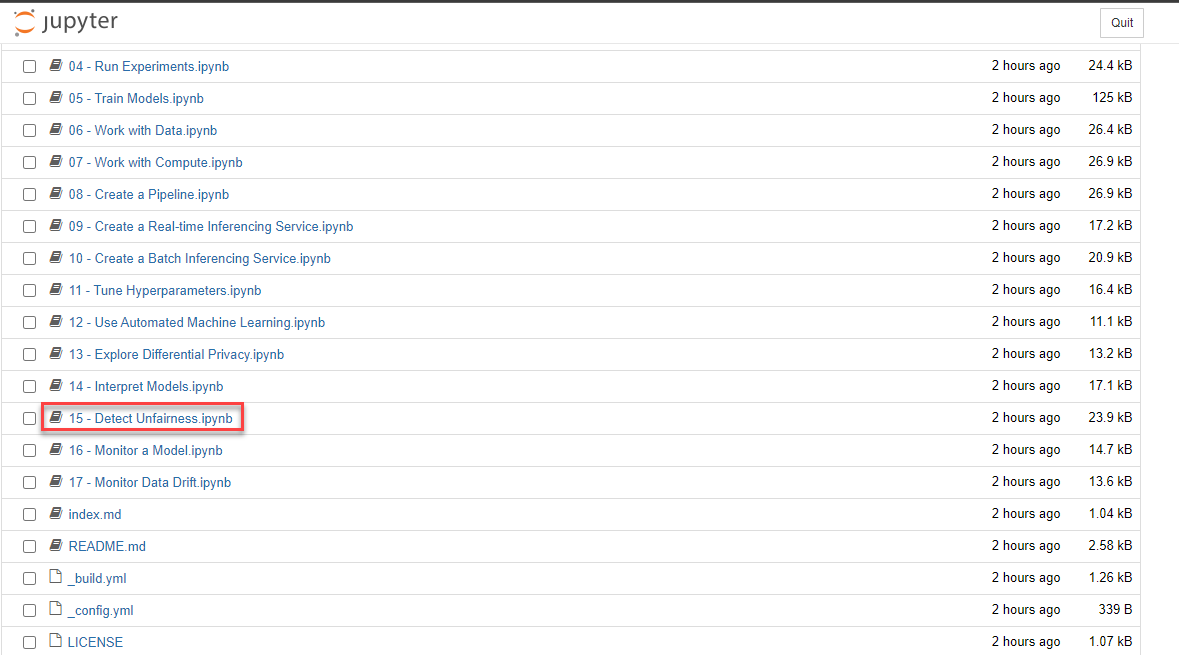 jupyter Quit
04 - Run Experiments.ipynb 2 hours ago 24.4 kB
05 - Train Models.ipynb 2 hours ago 125 kB
06 - Work with Data.ipynb 2 hours ago 26.4 kB
07 - Work with Compute.ipynb 2 hours ago 26.9 kB
08 - Create a Pipeline.ipynb 2 hours ago 26.9 kB
09 - Create a Real-time Inferencing Service.ipynb 2 hours ago 17.2 kB
10 - Create a Batch Inferencing Service.ipynb 2 hours ago 20.9 kB
11 - Tune Hyperparameters.ipynb 2 hours ago 16.4 kB
12 - Use Automated Machine Learning.ipynb 2 hours ago 11.1 kB
13 - Explore Differential Privacy.ipynb 2 hours ago 13.2 kB
14 - Interpret Models.ipynb 2 hours ago 17.1 kB
15 - Detect Unfairness.ipynb 2 hours ago 23.9 kB
16 - Monitor a Model.ipynb 2 hours ago 14.7 kB
17 - Monitor Data Drift.ipynb 2 hours ago 13.6 kB
index.md 2 hours ago 1.04 kB
README.md 2 hours ago 2.58 kB
_build.yml 2 hours ago 1.26 kB
_config.yml 2 hours ago 339 B
LICENSE 2 hours ago 1.07 kB